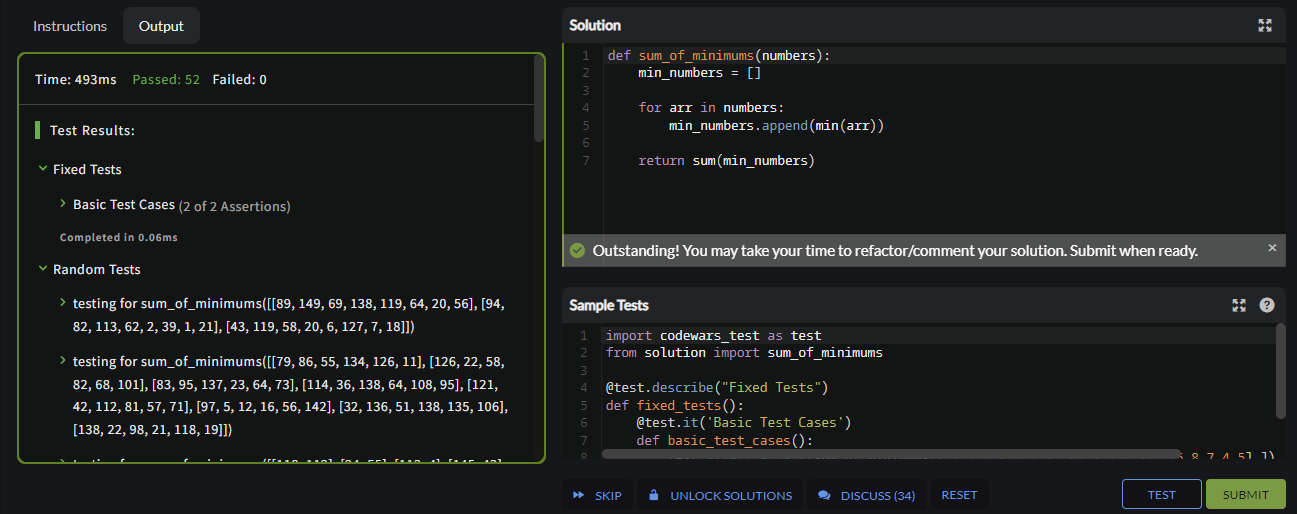 Instructions
Output
Time: 493ms Passed: 52 Failed: 0
Test Results:
Fixed Tests
Basic Test Cases (2 of 2 Assertions)
Completed in 0.06ms
Random Tests
testing for sum_of_minimums([[89, 149, 69, 138, 119, 64, 20, 56], [94,
82, 113, 62, 2, 39, 1, 21], [43, 119, 58, 20, 6, 127, 7, 18]])
testing for sum_of_minimums([[79, 86, 55, 134, 126, 11], [126, 22, 58,
82, 68, 101], [83, 95, 137, 23, 64, 73], [114, 36, 138, 64, 108, 95], [121,
42, 112, 81, 57, 71], [97, 5, 12, 16, 56, 142], [32, 136, 51, 138, 135, 106],
[138, 22, 98, 21, 118, 19]])
Solution
1 def sum_of_minimums(numbers):
2     min_numbers = []
3
4     for arr in numbers:
5         min_numbers.append(min(arr))
6
7     return sum(min_numbers)
Outstanding! You may take your time to refactor/comment your solution. Submit when ready.
Sample Tests
1 import codewars_test as test
2 from solution import sum_of_minimums
3
4 @test.describe("Fixed Tests")
5 def fixed_tests():
6     @test.it('Basic Test Cases')
7     def basic_test_cases():
8
SKIP
UNLOCK SOLUTIONS
DISCUSS (34)
RESET
TEST
SUBMIT